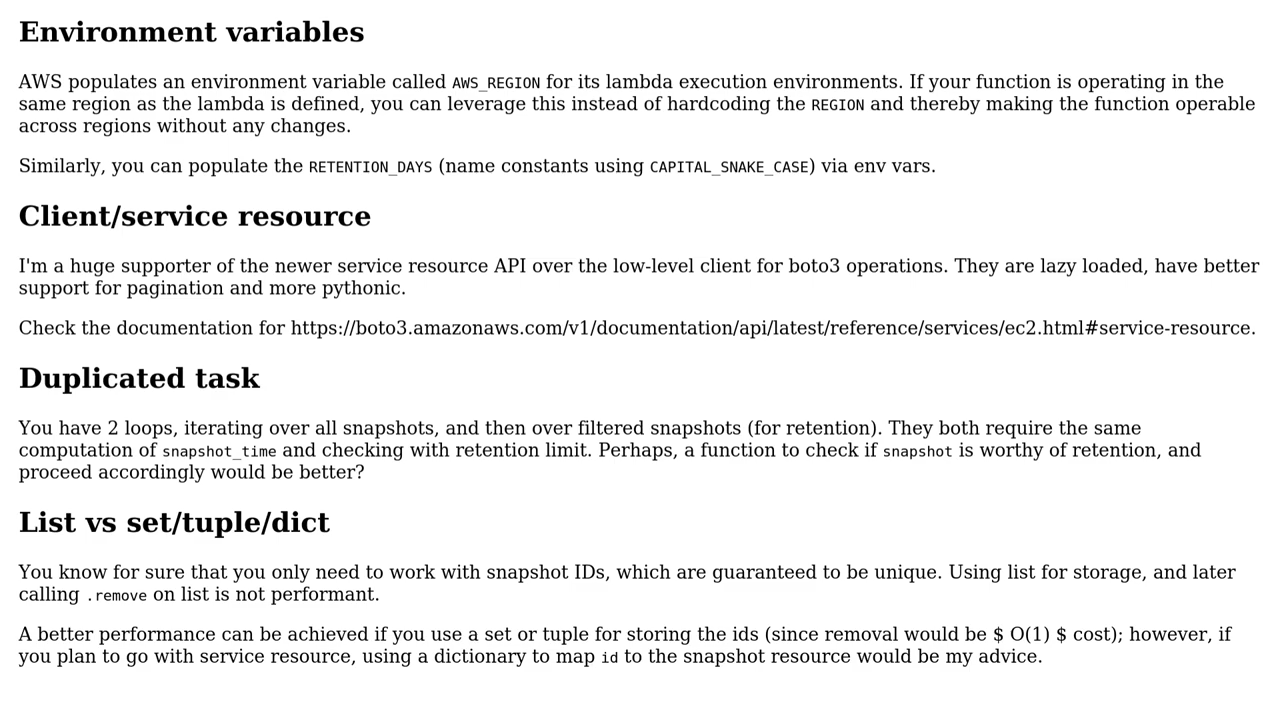 Environment variables
AWS populates an environment variable called AWS_REGION for its lambda execution environments. If your function is operating in the
same region as the lambda is defined, you can leverage this instead of hardcoding the REGION and thereby making the function operable
across regions without any changes.
Similarly, you can populate the RETENTION_DAYS (name constants using CAPITAL_SNAKE_CASE) via env vars.
Client/service resource
I'm a huge supporter of the newer service resource API over the low-level client for boto3 operations. They are lazy loaded, have better
support for pagination and more pythonic.
Check the documentation for https://boto3.amazonaws.com/v1/documentation/api/latest/reference/services/ec2.html#service-resource.
Duplicated task
You have 2 loops, iterating over all snapshots, and then over filtered snapshots (for retention). They both require the same
computation of snapshot_time and checking with retention limit. Perhaps, a function to check if snapshot is worthy of retention, and
proceed accordingly would be better?
List vs set/tuple/dict
You know for sure that you only need to work with snapshot IDs, which are guaranteed to be unique. Using list for storage, and later
calling .remove on list is not performant.
A better performance can be achieved if you use a set or tuple for storing the ids (since removal would be $ O(1) $ cost); however, if
you plan to go with service resource, using a dictionary to map id to the snapshot resource would be my advice.